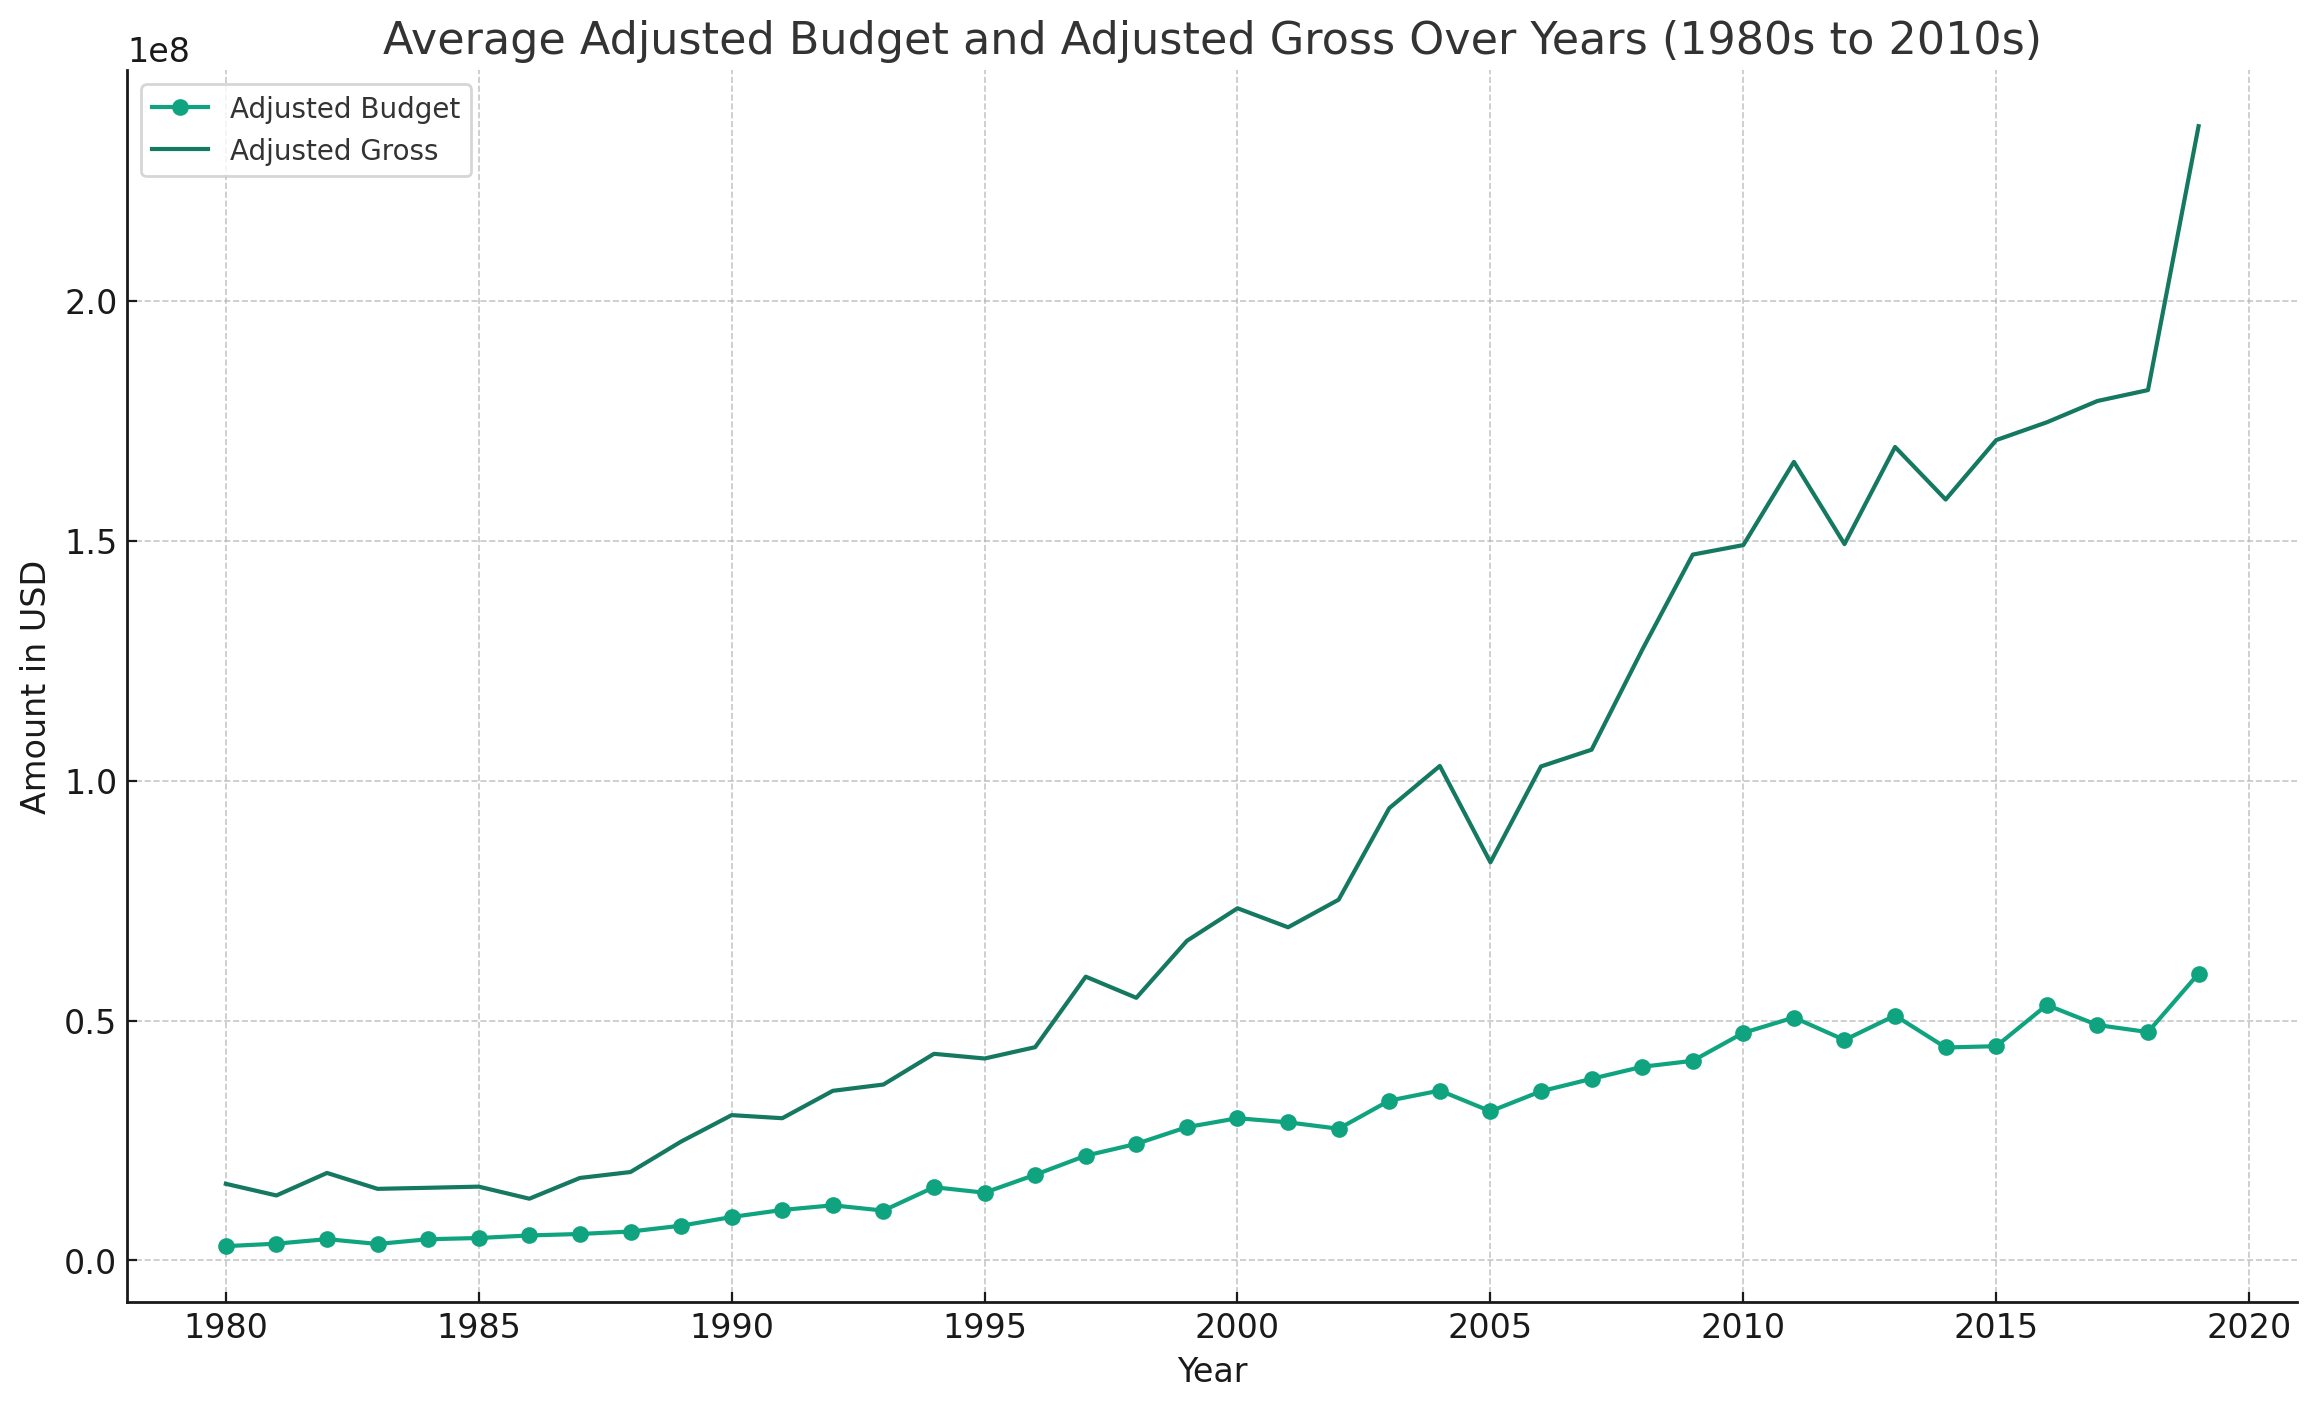 Average Adjusted Budget and Adjusted Gross Over Years (1980s to 2010s)
1e8
Adjusted Budget
Adjusted Gross
2.0
1.5
1.0
0.5
0.0
Amount in USD
1980 1985 1990 1995 2000 2005 2010 2015 2020
Year